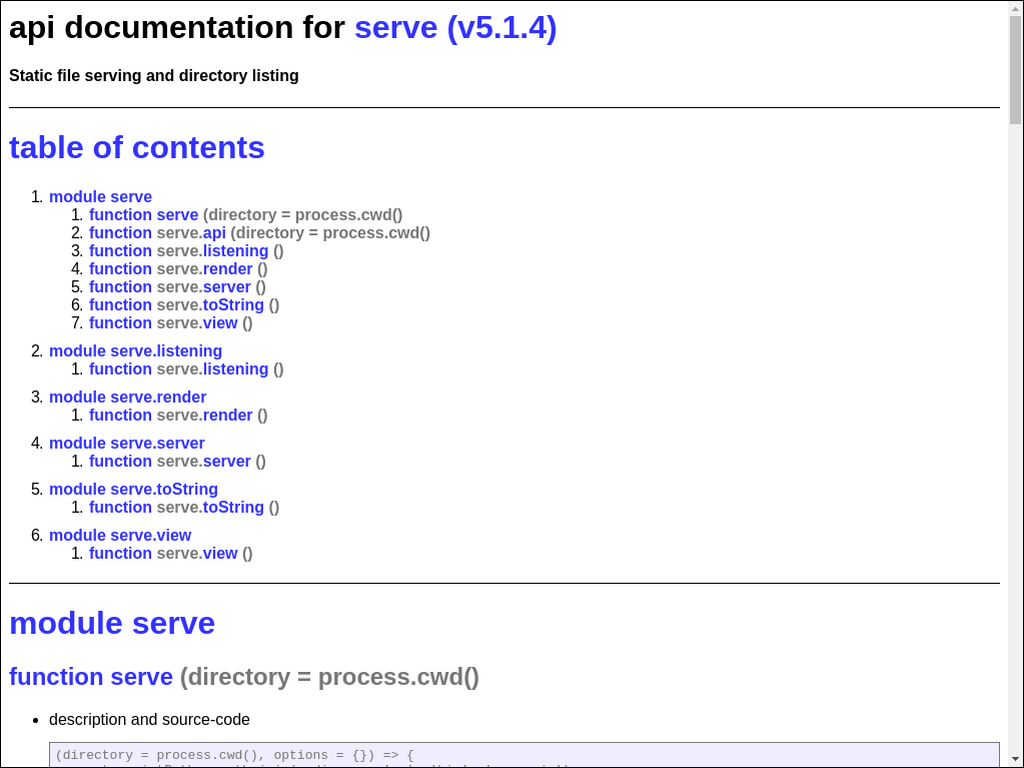 api documentation for serve (v5.1.4)
Static file serving and directory listing
table of contents
1. module serve
1. function serve (directory = process.cwd()
2. function serve.api (directory = process.cwd()
3. function serve.listening ()
4. function serve.render ()
5. function serve.server ()
6. function serve.toString ()
7. function serve.view ()
2. module serve.listening
1. function serve.listening ()
3. module serve.render
1. function serve.render ()
4. module serve.server
1. function serve.server ()
5. module serve.toString
1. function serve.toString ()
6. module serve.view
1. function serve.view ()
module serve
function serve (directory = process.cwd()
• description and source-code
(directory = process.cwd(), options = {}) => {